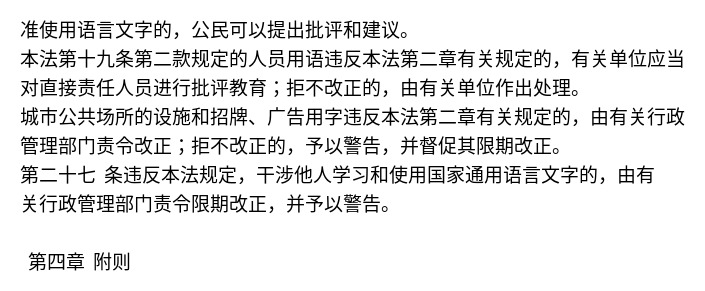 准使用语言文字的，公民可以提出批评和建议。
本法第十九条第二款规定的人员用语违反本法第二章有关规定的，有关单位应当
对直接责任人员进行批评教育；拒不改正的，由有关单位作出处理。
城市公共场所的设施和招牌、广告用字违反本法第二章有关规定的，由有关行政
管理部门责令改正；拒不改正的，予以警告，并督促其限期改正。
第二十七 条违反本法规定，干涉他人学习和使用国家通用语言文字的，由有
关行政管理部门责令限期改正，并予以警告。
第四章 附则